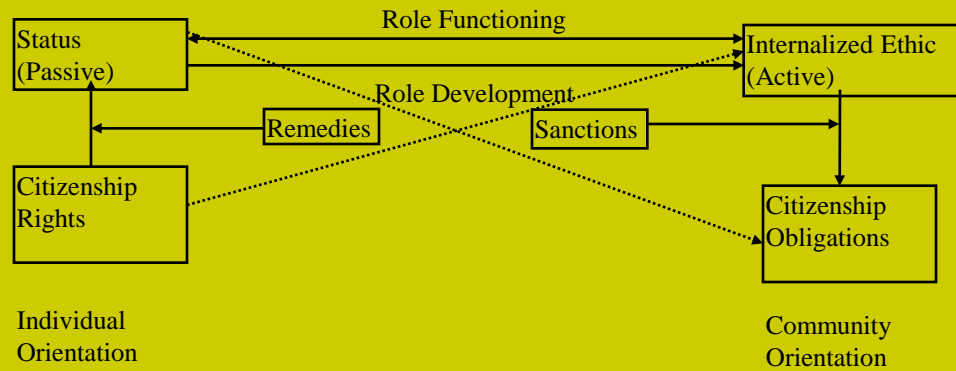 Role Functioning
Status
(Passive)
Internalized Ethic
(Active)
Role Development
Remedies
Sanctions
Citizenship
Rights
Citizenship
Obligations
Individual
Orientation
Community
Orientation